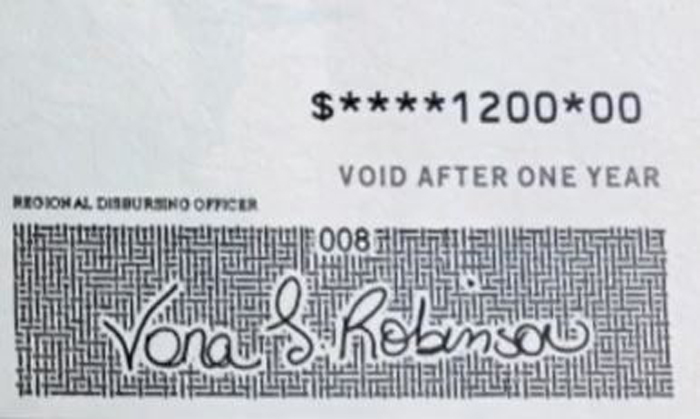 $****1200*00
VOID AFTER ONE YEAR
REGIONAL DISBURSING OFFICER
008
Vona S. Robinson